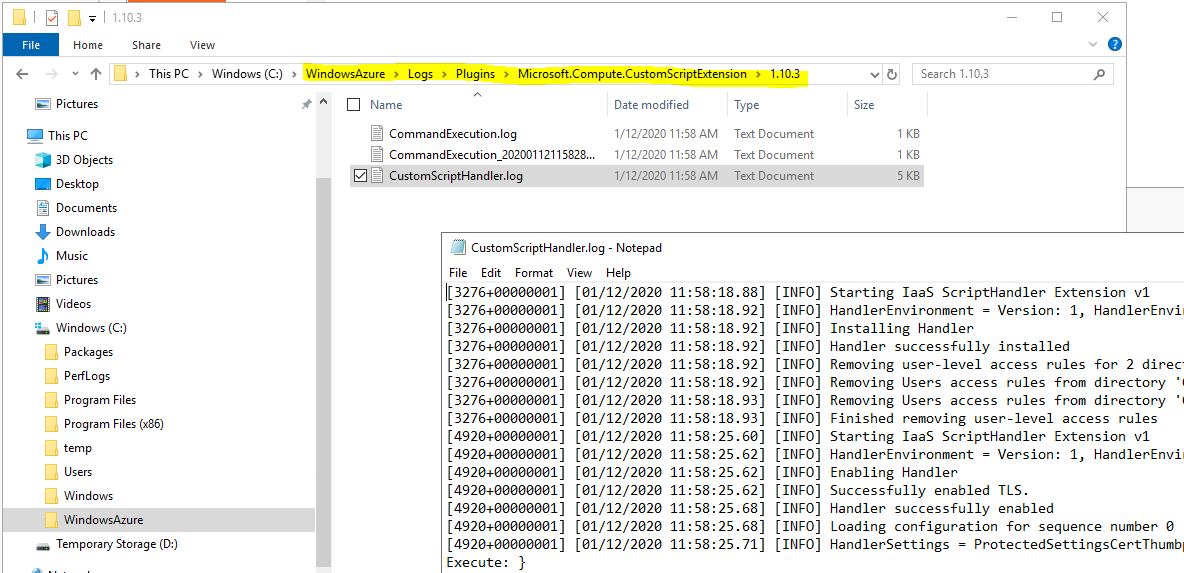 1.10.3
File Home Share View
This PC Windows (C:) WindowsAzure Logs Plugins Microsoft.Compute.CustomScriptExtension 1.10.3 Search 1.10.3
Pictures
This PC
3D Objects
Desktop
Documents
Downloads
Music
Pictures
Videos
Windows (C:)
Packages
PerfLogs
Program Files
Program Files (x86)
temp
Users
Windows
WindowsAzure
Temporary Storage (D:)
Name Date modified Type Size
CommandExecution.log 1/12/2020 11:58 AM Text Document 1 KB
CommandExecution_20200112115828... 1/12/2020 11:58 AM Text Document 1 KB
CustomScriptHandler.log 1/12/2020 11:58 AM Text Document 5 KB
CustomScriptHandler.log - Notepad
File Edit Format View Help
[3276+00000001] [01/12/2020 11:58:18.88] [INFO] Starting IaaS ScriptHandler Extension v1
[3276+00000001] [01/12/2020 11:58:18.92] [INFO] HandlerEnvironment = Version: 1, HandlerEnvi
[3276+00000001] [01/12/2020 11:58:18.92] [INFO] Installing Handler
[3276+00000001] [01/12/2020 11:58:18.92] [INFO] Handler successfully installed
[3276+00000001] [01/12/2020 11:58:18.92] [INFO] Removing user-level access rules for 2 direct
[3276+00000001] [01/12/2020 11:58:18.92] [INFO] Removing Users access rules from directory '
[3276+00000001] [01/12/2020 11:58:18.93] [INFO] Removing Users access rules from directory '
[3276+00000001] [01/12/2020 11:58:18.93] [INFO] Finished removing user-level access rules
[4920+00000001] [01/12/2020 11:58:25.60] [INFO] Starting IaaS ScriptHandler Extension v1
[4920+00000001] [01/12/2020 11:58:25.62] [INFO] HandlerEnvironment = Version: 1, HandlerEnvi
[4920+00000001] [01/12/2020 11:58:25.62] [INFO] Enabling Handler
[4920+00000001] [01/12/2020 11:58:25.62] [INFO] Successfully enabled TLS.
[4920+00000001] [01/12/2020 11:58:25.68] [INFO] Handler successfully enabled
[4920+00000001] [01/12/2020 11:58:25.68] [INFO] Loading configuration for sequence number 0
[4920+00000001] [01/12/2020 11:58:25.71] [INFO] HandlerSettings = ProtectedSettingsCertThumb
Execute: }